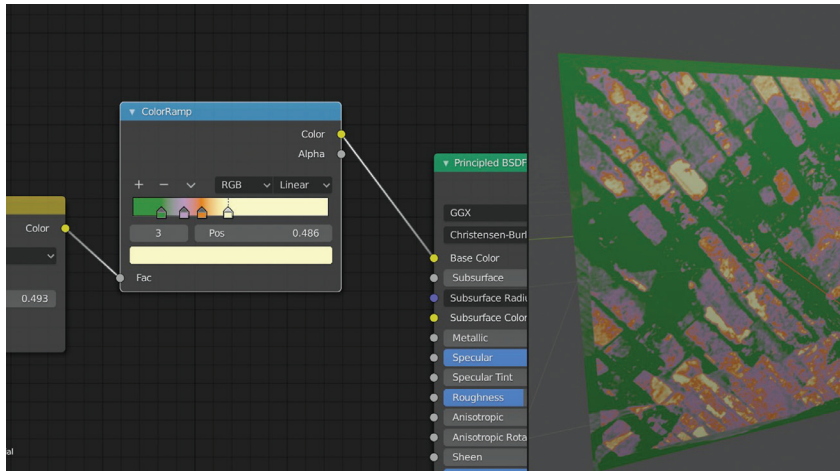 ColorRamp
Color
Alpha
RGB
Linear
3
Pos
0.486
Fac
Color
0.493
Principled BSDF
GGX
Christensen-Burl
Base Color
Subsurface
Subsurface Radiu
Subsurface Color
Metallic
Specular
Specular Tint
Roughness
Anisotropic
Anisotropic Rota
Sheen
al